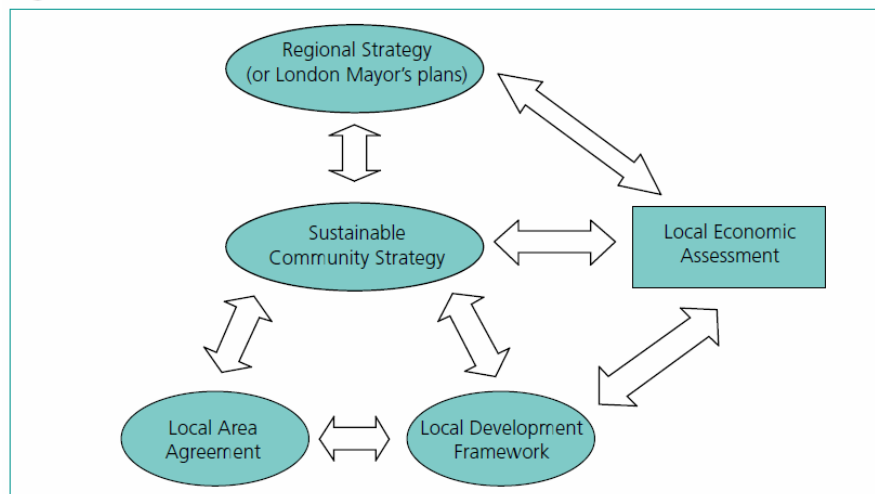 Regional Strategy
(or London Mayor's plans)
Sustainable
Community Strategy
Local Economic
Assessment
Local Area
Agreement
Local Development
Framework